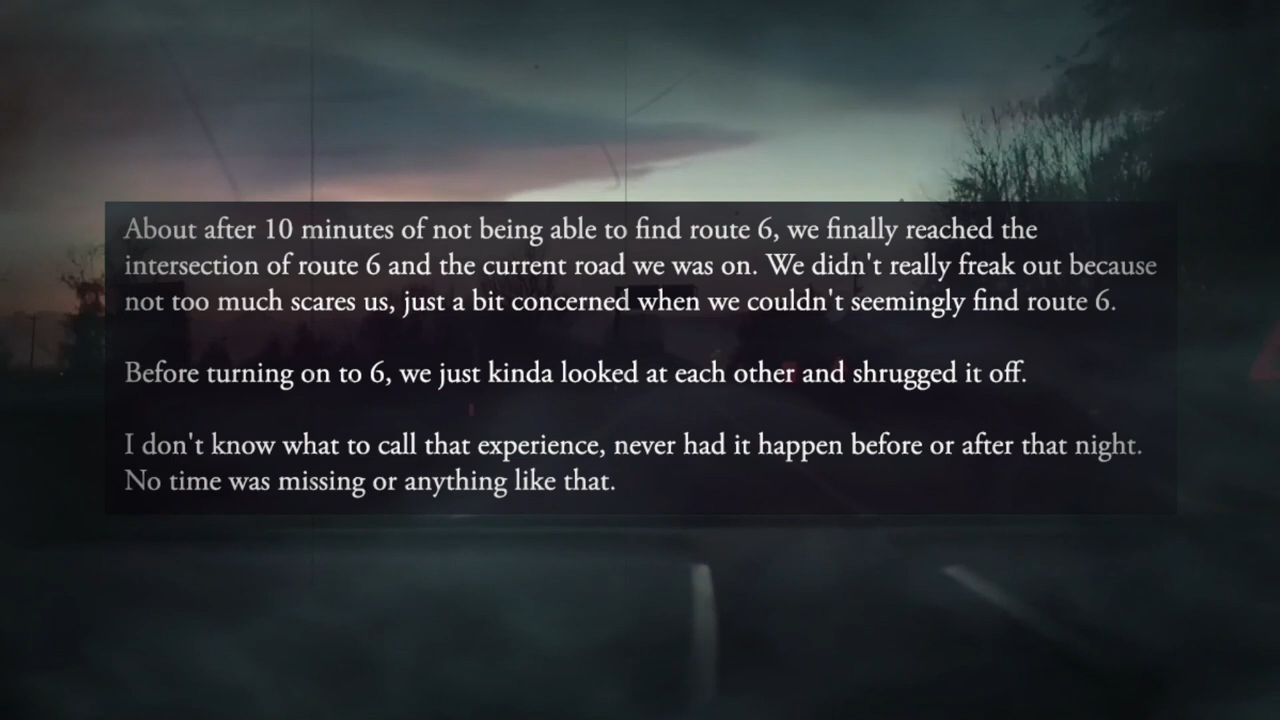 About after 10 minutes of not being able to find route 6, we finally reached the
intersection of route 6 and the current road we was on. We didn't really freak out because
not too much scares us, just a bit concerned when we couldn't seemingly find route 6.
Before turning on to 6, we just kinda looked at each other and shrugged it off.
I don't know what to call that experience, never had it happen before or after that night.
No time was missing or anything like that.